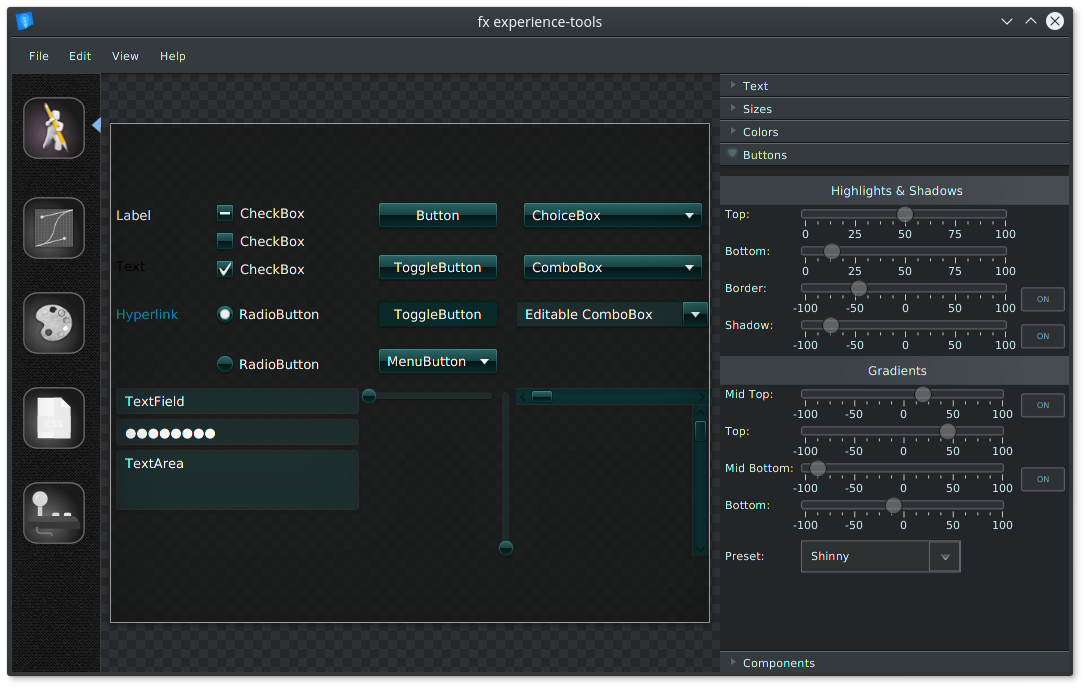 fx experience-tools
File Edit View Help
Label
CheckBox
Button
ChoiceBox
CheckBox
Text
CheckBox
ToggleButton
ComboBox
Hyperlink
RadioButton
ToggleButton
Editable ComboBox
RadioButton
MenuButton
TextField
TextArea
CSS
Text
Sizes
Colors
Buttons
Highlights & Shadows
Top:
0 25 50 75 100
Bottom:
0 25 50 75 100
Border:
-100 -50 0 50 100
ON
Shadow:
-100 -50 0 50 100
ON
Gradients
Mid Top:
-100 -50 0 50 100
ON
Top:
-100 -50 0 50 100
Mid Bottom:
-100 -50 0 50 100
ON
Bottom:
-100 -50 0 50 100
Preset: Shinny
Components